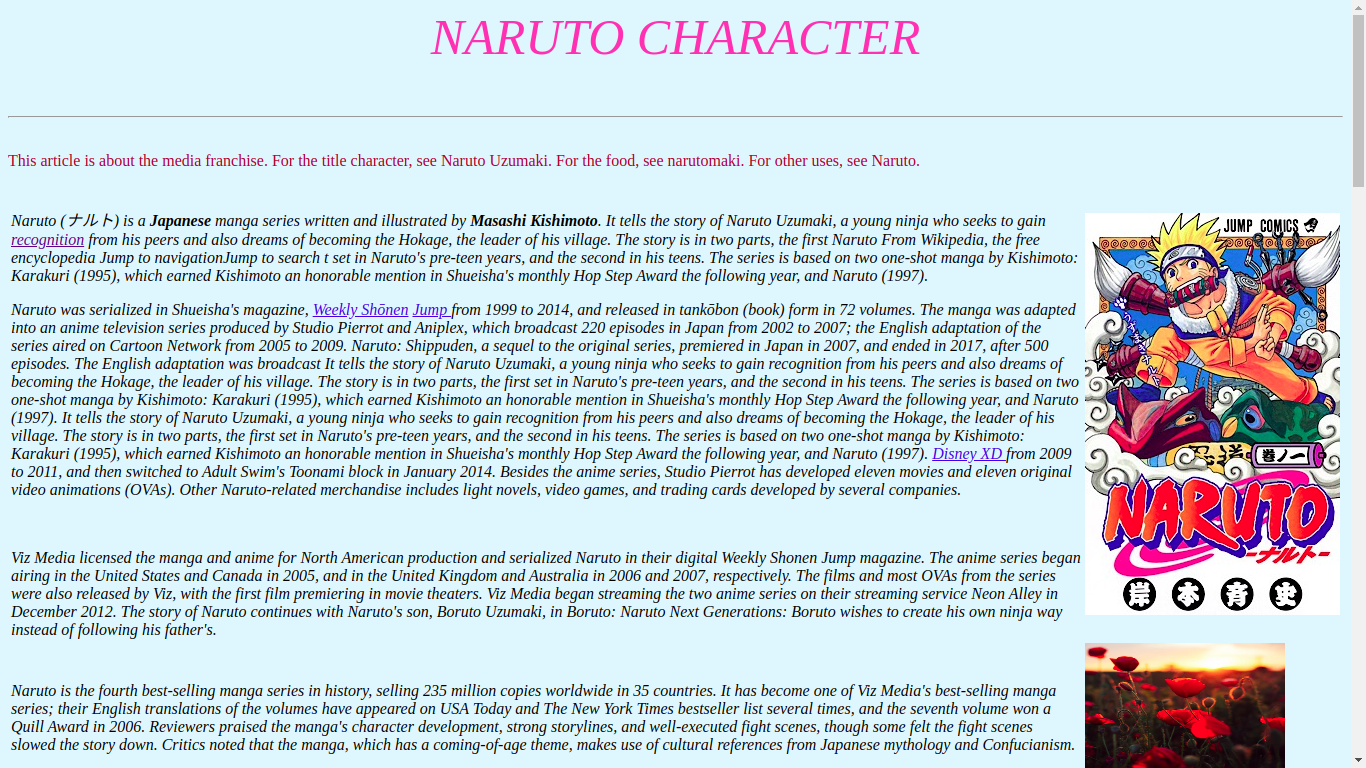 NARUTO CHARACTER
This article is about the media franchise. For the title character, see Naruto Uzumaki. For the food, see narutomaki. For other uses, see Naruto.
Naruto (ナルト) is a Japanese manga series written and illustrated by Masashi Kishimoto. It tells the story of Naruto Uzumaki, a young ninja who seeks to gain
recognition from his peers and also dreams of becoming the Hokage, the leader of his village. The story is in two parts, the first Naruto From Wikipedia, the free
encyclopedia Jump to navigationJump to search t set in Naruto's pre-teen years, and the second in his teens. The series is based on two one-shot manga by Kishimoto:
Karakuri (1995), which earned Kishimoto an honorable mention in Shueisha's monthly Hop Step Award the following year, and Naruto (1997).
Naruto was serialized in Shueisha's magazine, Weekly Shōnen Jump from 1999 to 2014, and released in tankōbon (book) form in 72 volumes. The manga was adapted
into an anime television series produced by Studio Pierrot and Aniplex, which broadcast 220 episodes in Japan from 2002 to 2007; the English adaptation of the
series aired on Cartoon Network from 2005 to 2009. Naruto: Shippuden, a sequel to the original series, premiered in Japan in 2007, and ended in 2017, after 500
episodes. The English adaptation was broadcast It tells the story of Naruto Uzumaki, a young ninja who seeks to gain recognition from his peers and also dreams of
becoming the Hokage, the leader of his village. The story is in two parts, the first set in Naruto's pre-teen years, and the second in his teens. The series is based on two
one-shot manga by Kishimoto: Karakuri (1995), which earned Kishimoto an honorable mention in Shueisha's monthly Hop Step Award the following year, and Naruto
(1997). It tells the story of Naruto Uzumaki, a young ninja who seeks to gain recognition from his peers and also dreams of becoming the Hokage, the leader of his
village. The story is in two parts, the first set in Naruto's pre-teen years, and the second in his teens. The series is based on two one-shot manga by Kishimoto:
Karakuri (1995), which earned Kishimoto an honorable mention in Shueisha's monthly Hop Step Award the following year, and Naruto (1997). Disney XD from 2009
to 2011, and then switched to Adult Swim's Toonami block in January 2014. Besides the anime series, Studio Pierrot has developed eleven movies and eleven original
video animations (OVAs). Other Naruto-related merchandise includes light novels, video games, and trading cards developed by several companies.
Viz Media licensed the manga and anime for North American production and serialized Naruto in their digital Weekly Shonen Jump magazine. The anime series began
airing in the United States and Canada in 2005, and in the United Kingdom and Australia in 2006 and 2007, respectively. The films and most OVAs from the series
were also released by Viz, with the first film premiering in movie theaters. Viz Media began streaming the two anime series on their streaming service Neon Alley in
December 2012. The story of Naruto continues with Naruto's son, Boruto Uzumaki, in Boruto: Naruto Next Generations: Boruto wishes to create his own ninja way
instead of following his father's.
Naruto is the fourth best-selling manga series in history, selling 235 million copies worldwide in 35 countries. It has become one of Viz Media's best-selling manga
series; their English translations of the volumes have appeared on USA Today and The New York Times bestseller list several times, and the seventh volume won a
Quill Award in 2006. Reviewers praised the manga's character development, strong storylines, and well-executed fight scenes, though some felt the fight scenes
slowed the story down. Critics noted that the manga, which has a coming-of-age theme, makes use of cultural references from Japanese mythology and Confucianism.
JUMP COMICS
巻ノ一
NARUTO
ーナルトー
岸本斉史